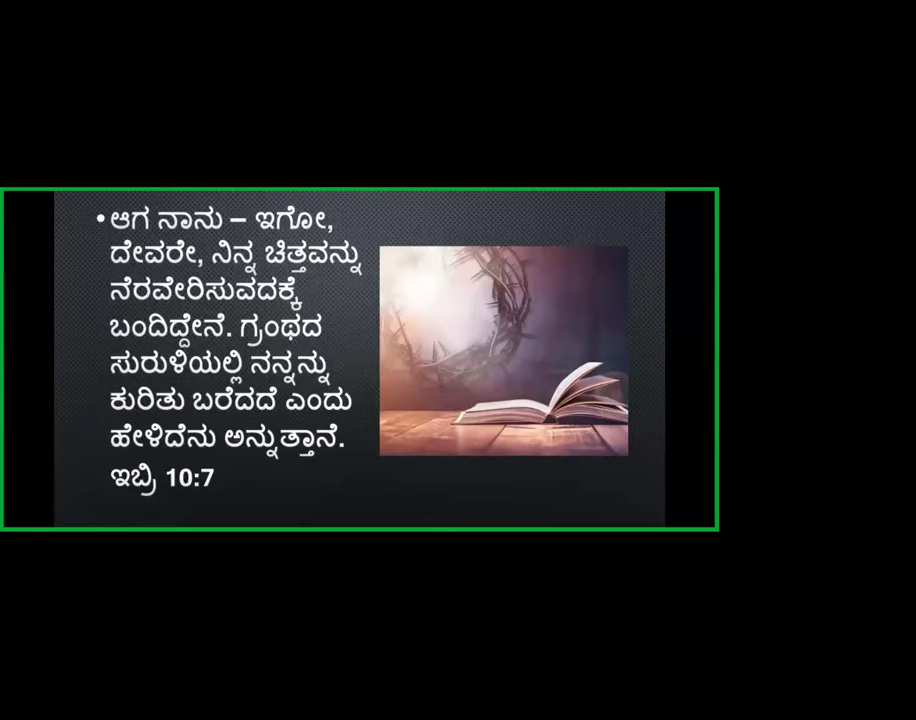 • ಆಗ ನಾನು – ಇಗೋ,
ದೇವರೇ, ನಿನ್ನ ಚಿತ್ತವನ್ನು
ನೆರವೇರಿಸುವದಕ್ಕೆ
ಬಂದಿದ್ದೇನೆ. ಗ್ರಂಥದ
ಸುರುಳಿಯಲ್ಲಿ ನನ್ನನ್ನು
ಕುರಿತು ಬರೆದದೆ ಎಂದು
ಹೇಳಿದೆನು ಅನ್ನುತ್ತಾನೆ.
ಇಬ್ರಿ 10:7